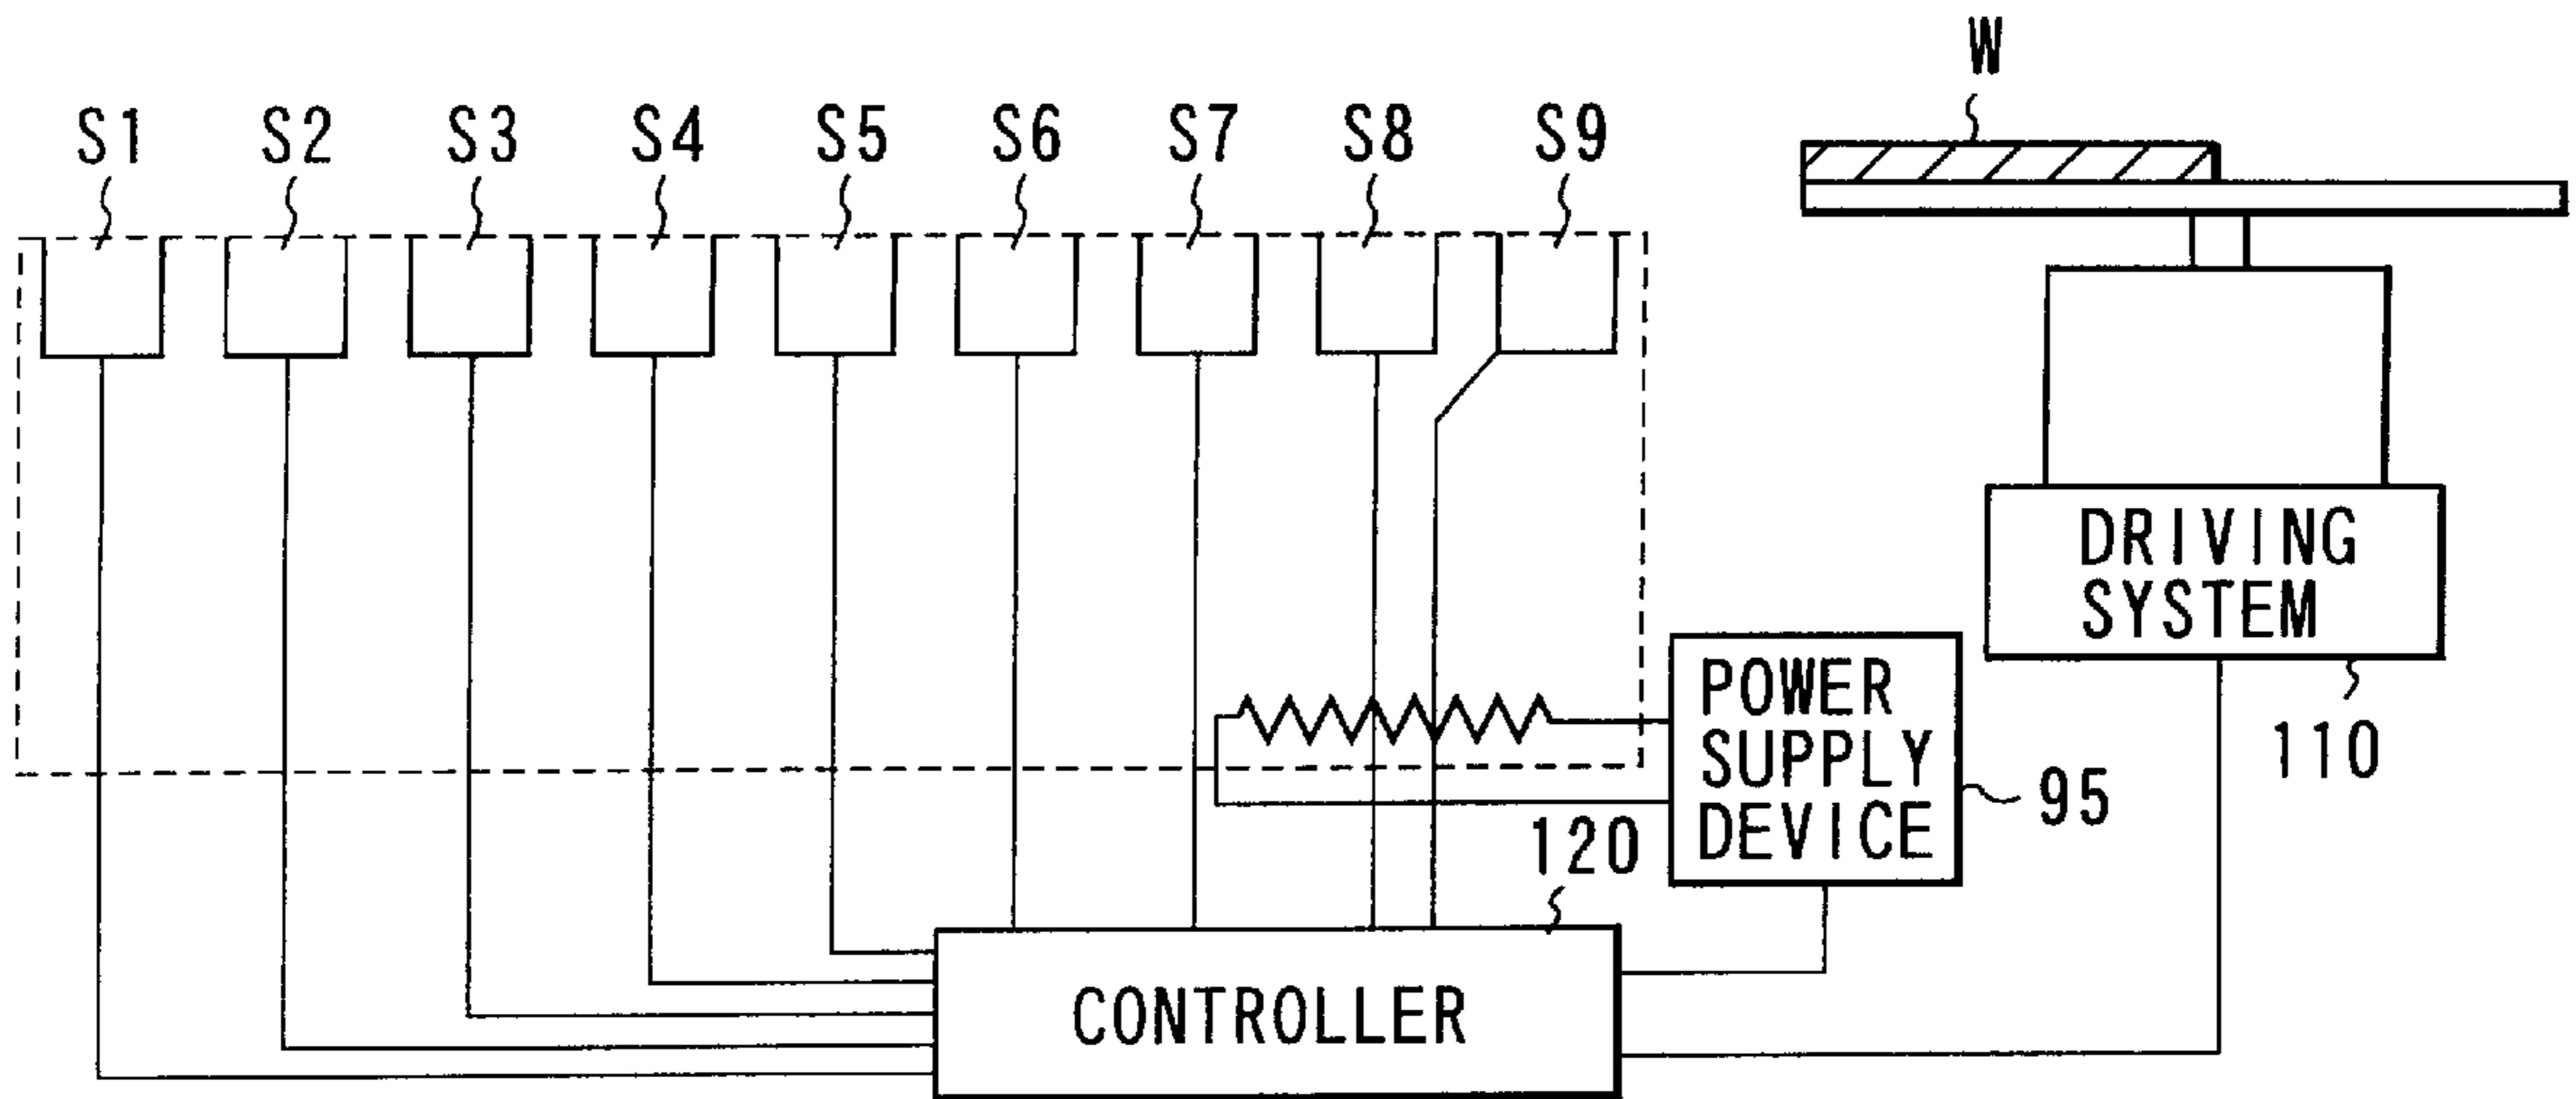 W
S1 S2 S3 S4 S5 S6 S7 S8 S9
DRIVING
SYSTEM
110
POWER
SUPPLY
DEVICE
95
120
CONTROLLER